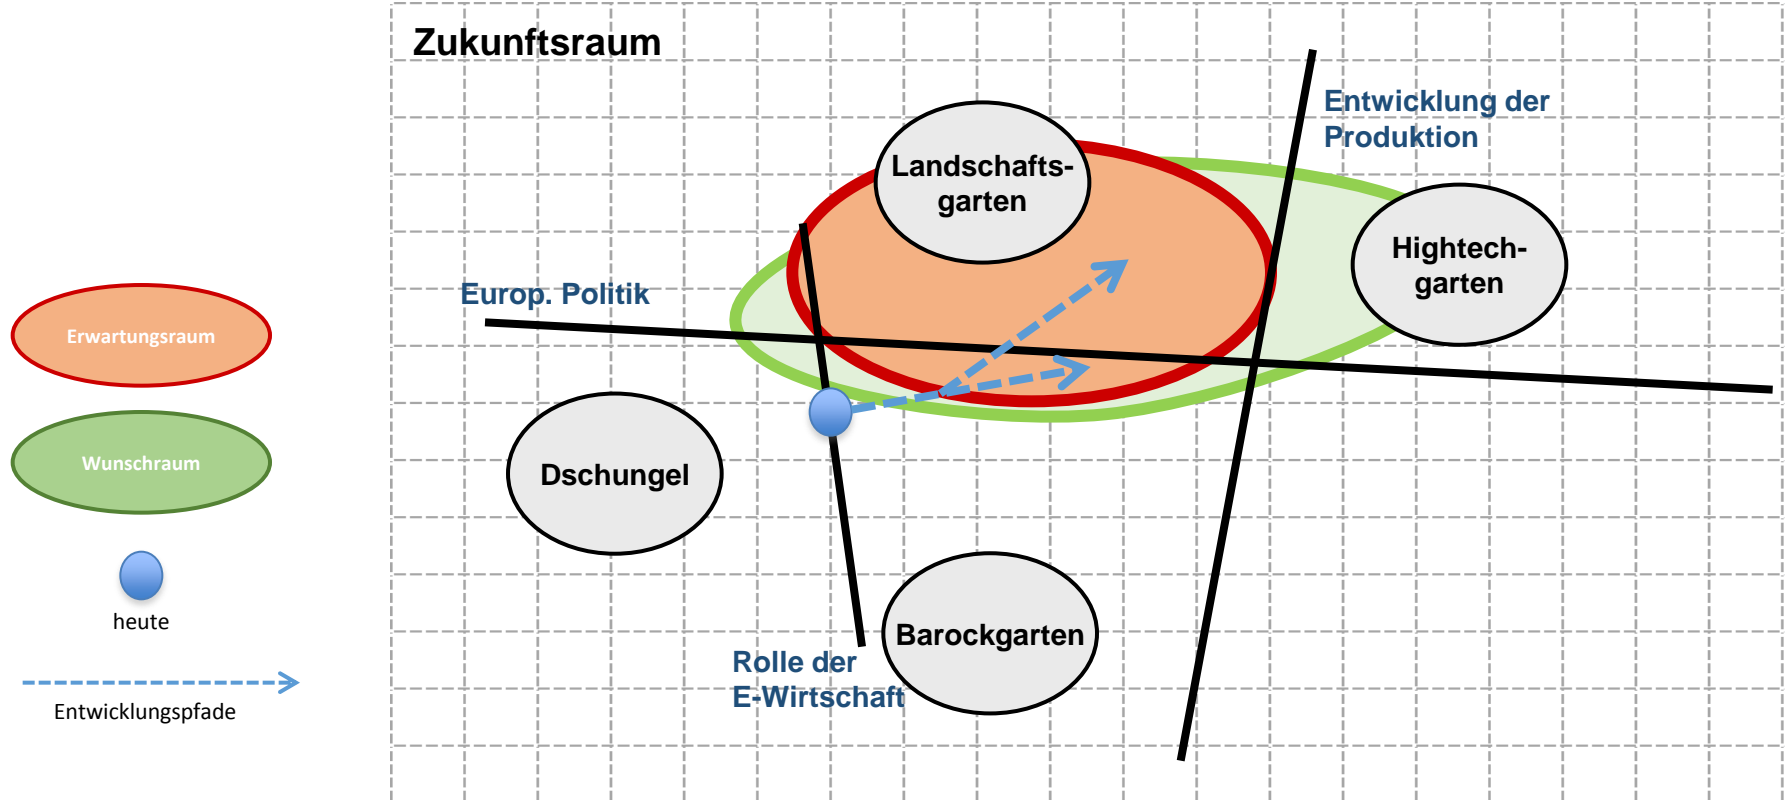 Zukunftsraum
Entwicklung der
Produktion
Landschafts-
garten
Hightech-
garten
Europ. Politik
Erwartungsraum
Wunschraum
Dschungel
heute
Barockgarten
Rolle der
E-Wirtschaft
Entwicklungspfade